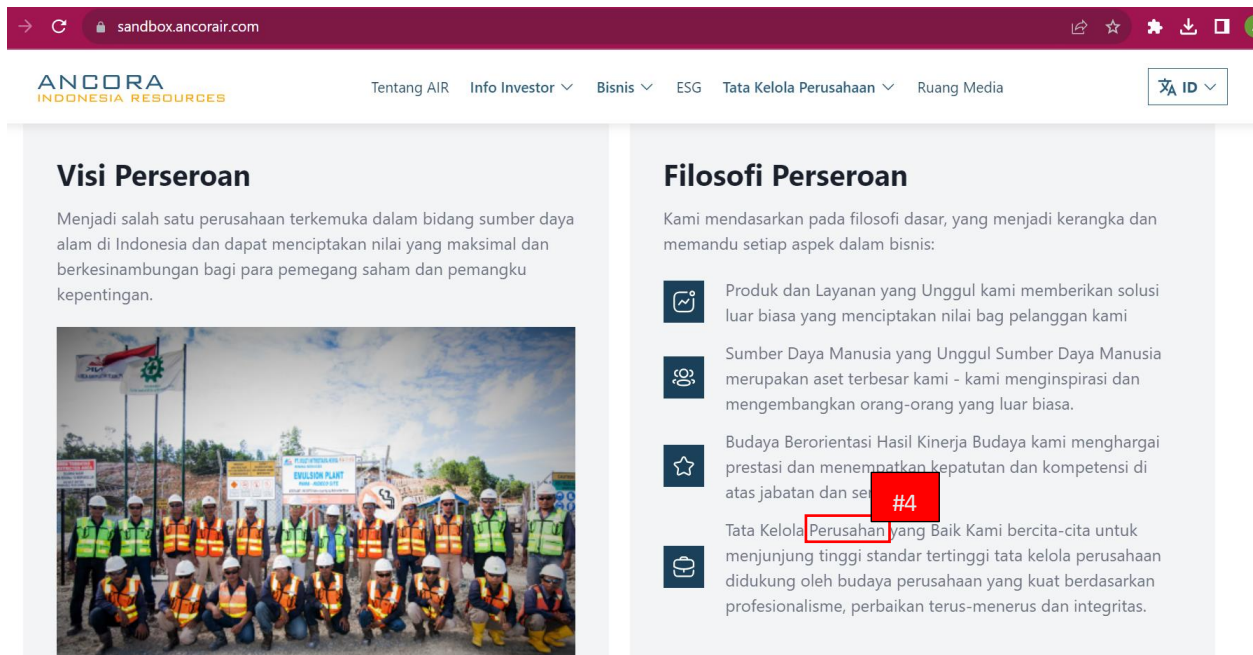 sandbox.ancorair.com
ANCORA
INDONESIA RESOURCES
Tentang AIR Info Investor Bisnis ESG Tata Kelola Perusahaan Ruang Media ID
Visi Perseroan
Menjadi salah satu perusahaan terkemuka dalam bidang sumber daya
alam di Indonesia dan dapat menciptakan nilai yang maksimal dan
berkesinambungan bagi para pemegang saham dan pemangku
kepentingan.
EMULSION PLANT
Filosofi Perseroan
Kami mendasarkan pada filosofi dasar, yang menjadi kerangka dan
memandu setiap aspek dalam bisnis:
Produk dan Layanan yang Unggul kami memberikan solusi
luar biasa yang menciptakan nilai bag pelanggan kami
Sumber Daya Manusia yang Unggul Sumber Daya Manusia
merupakan aset terbesar kami - kami menginspirasi dan
mengembangkan orang-orang yang luar biasa.
Budaya Berorientasi Hasil Kinerja Budaya kami menghargai
prestasi dan menempatkan kepatutan dan kompetensi di
atas jabatan dan
#4
Tata Kelola Perusahan yang Baik Kami bercita-cita untuk
menjunjung tinggi standar tertinggi tata kelola perusahaan
didukung oleh budaya perusahaan yang kuat berdasarkan
profesionalisme, perbaikan terus-menerus dan integritas.